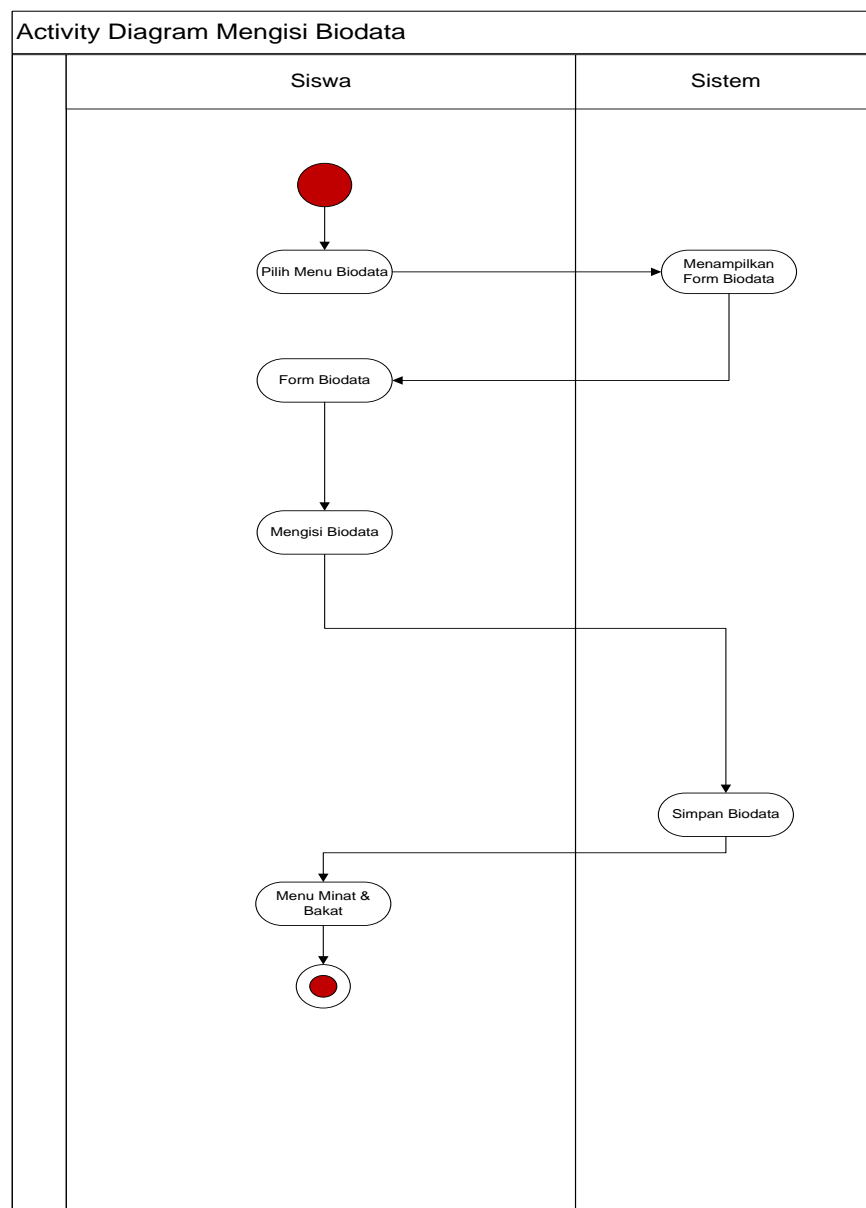 Activity Diagram Mengisi Biodata
Siswa
Sistem
Pilih Menu Biodata
Menampilkan
Form Biodata
Form Biodata
Mengisi Biodata
Simpan Biodata
Menu Minat &
Bakat